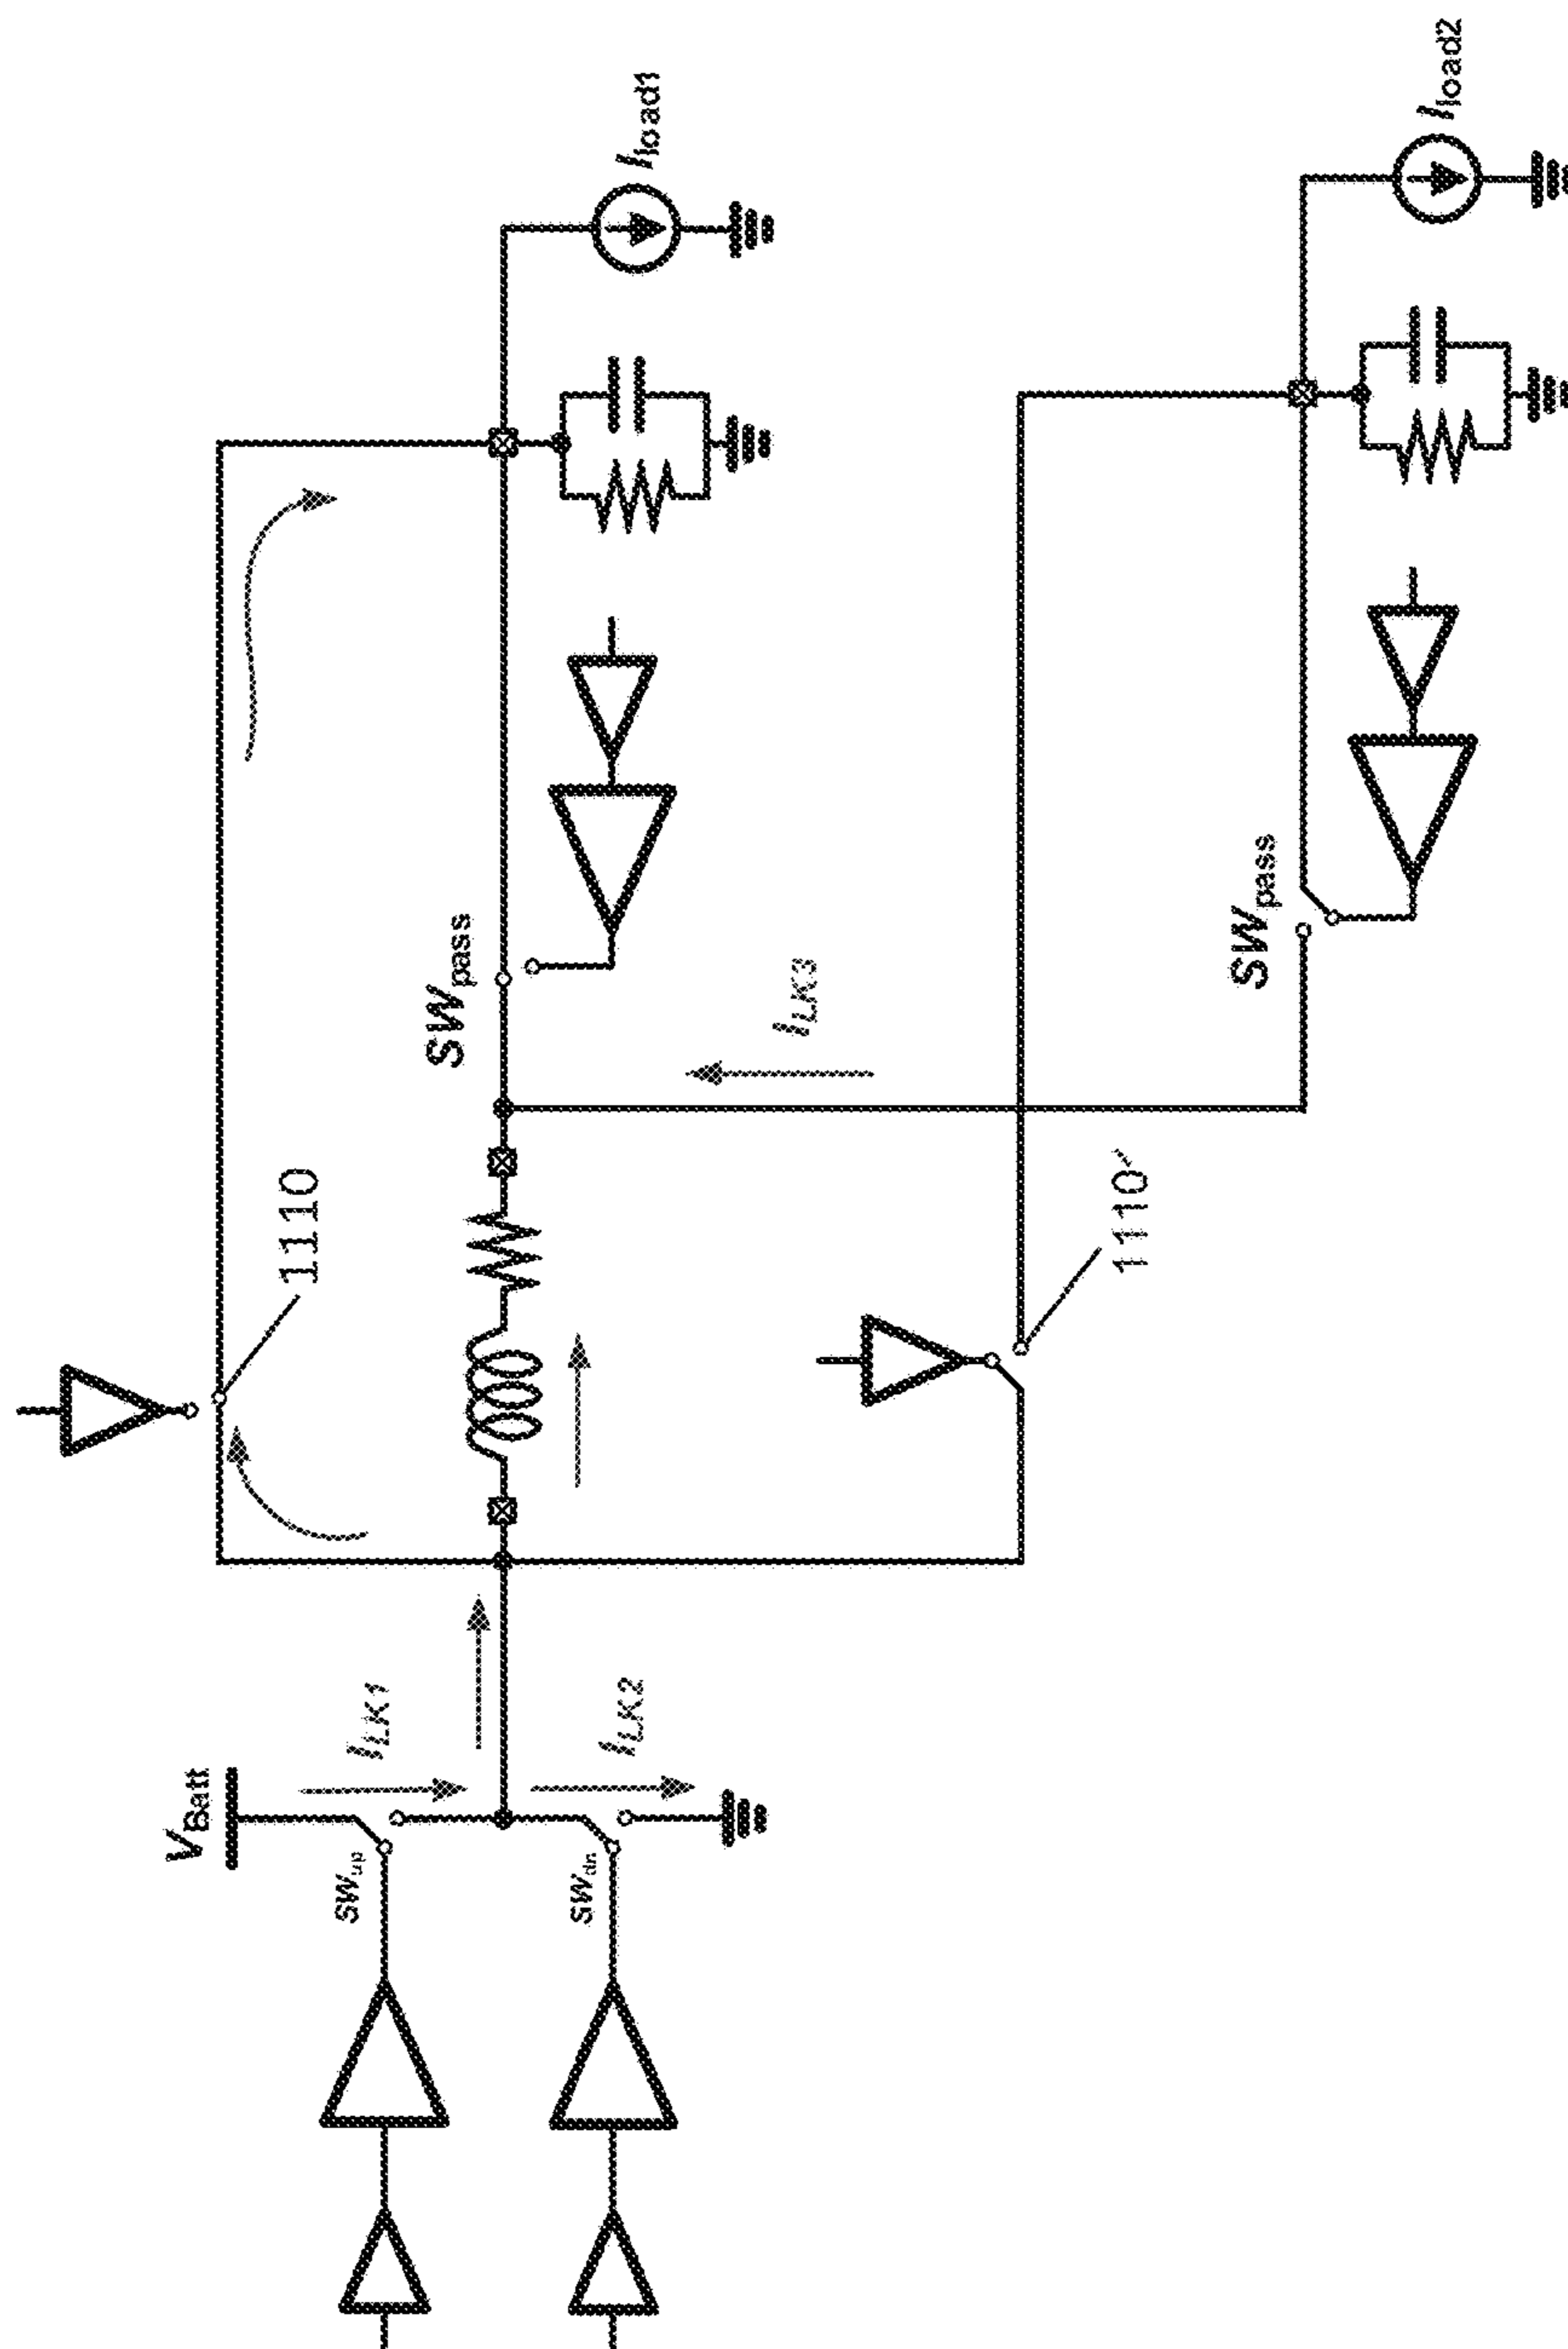 V_Batt
SW_up
I_LK1
SW_dn
I_LK2
1110
SW_pass
I_load1
I_LK3
1110′
SW_pass
I_load2